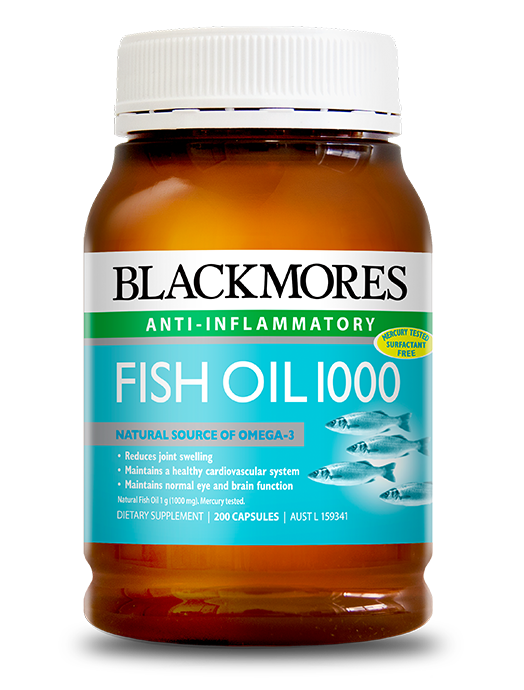 BLACKMORES
ANTI-INFLAMMATORY
MERCURY TESTED
SURFACTANT
FREE
FISH OIL 1000
NATURAL SOURCE OF OMEGA-3
• Reduces joint swelling
• Maintains a healthy cardiovascular system
• Maintains normal eye and brain function
Natural Fish Oil 1 g (1000 mg). Mercury tested.
DIETARY SUPPLEMENT | 200 CAPSULES | AUST L 159341